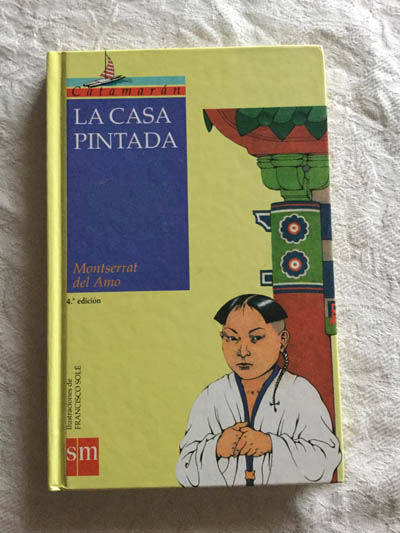 Catamarán
LA CASA
PINTADA
Montserrat
del Amo
4.ª edición
Ilustraciones de
FRANCISCO SOLÉ
sm